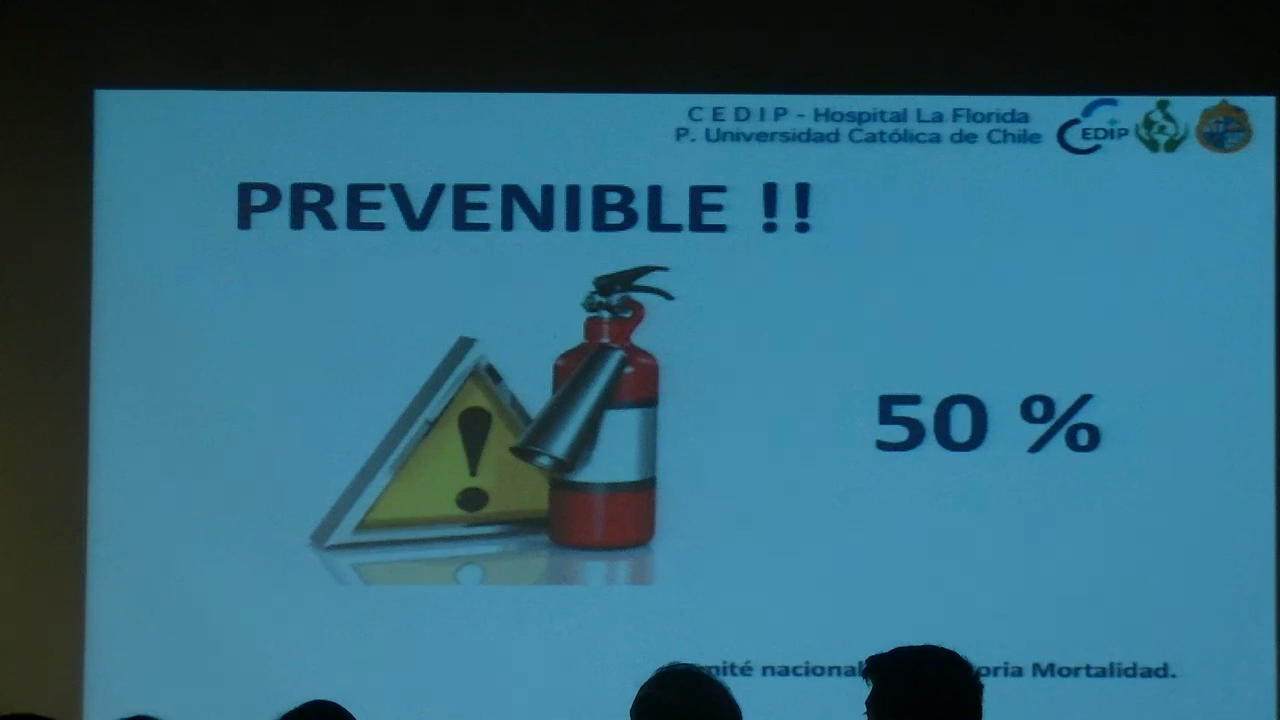 C E D I P - Hospital La Florida
P. Universidad Católica de Chile
EDIP
PREVENIBLE !!
!
50 %
mité nacional oria Mortalidad.